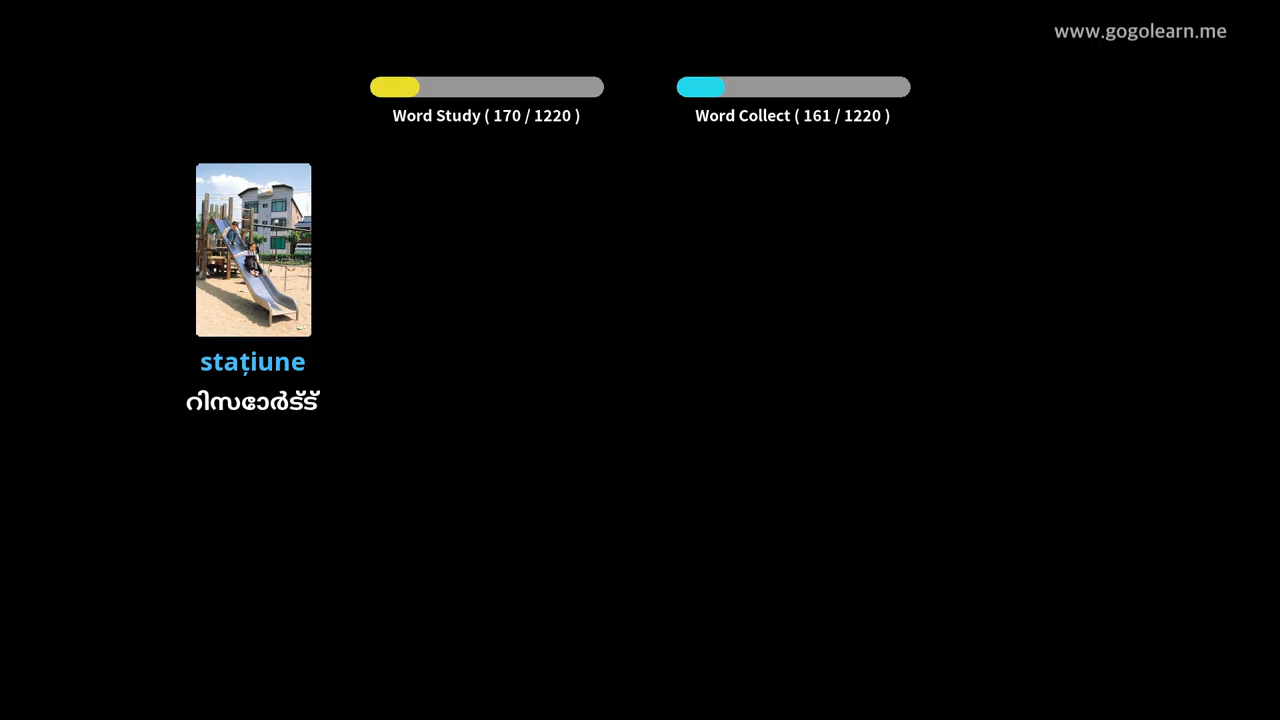 www.gogolearn.me
Word Study ( 170 / 1220 )
Word Collect ( 161 / 1220 )
stațiune
റിസോർട്ട്